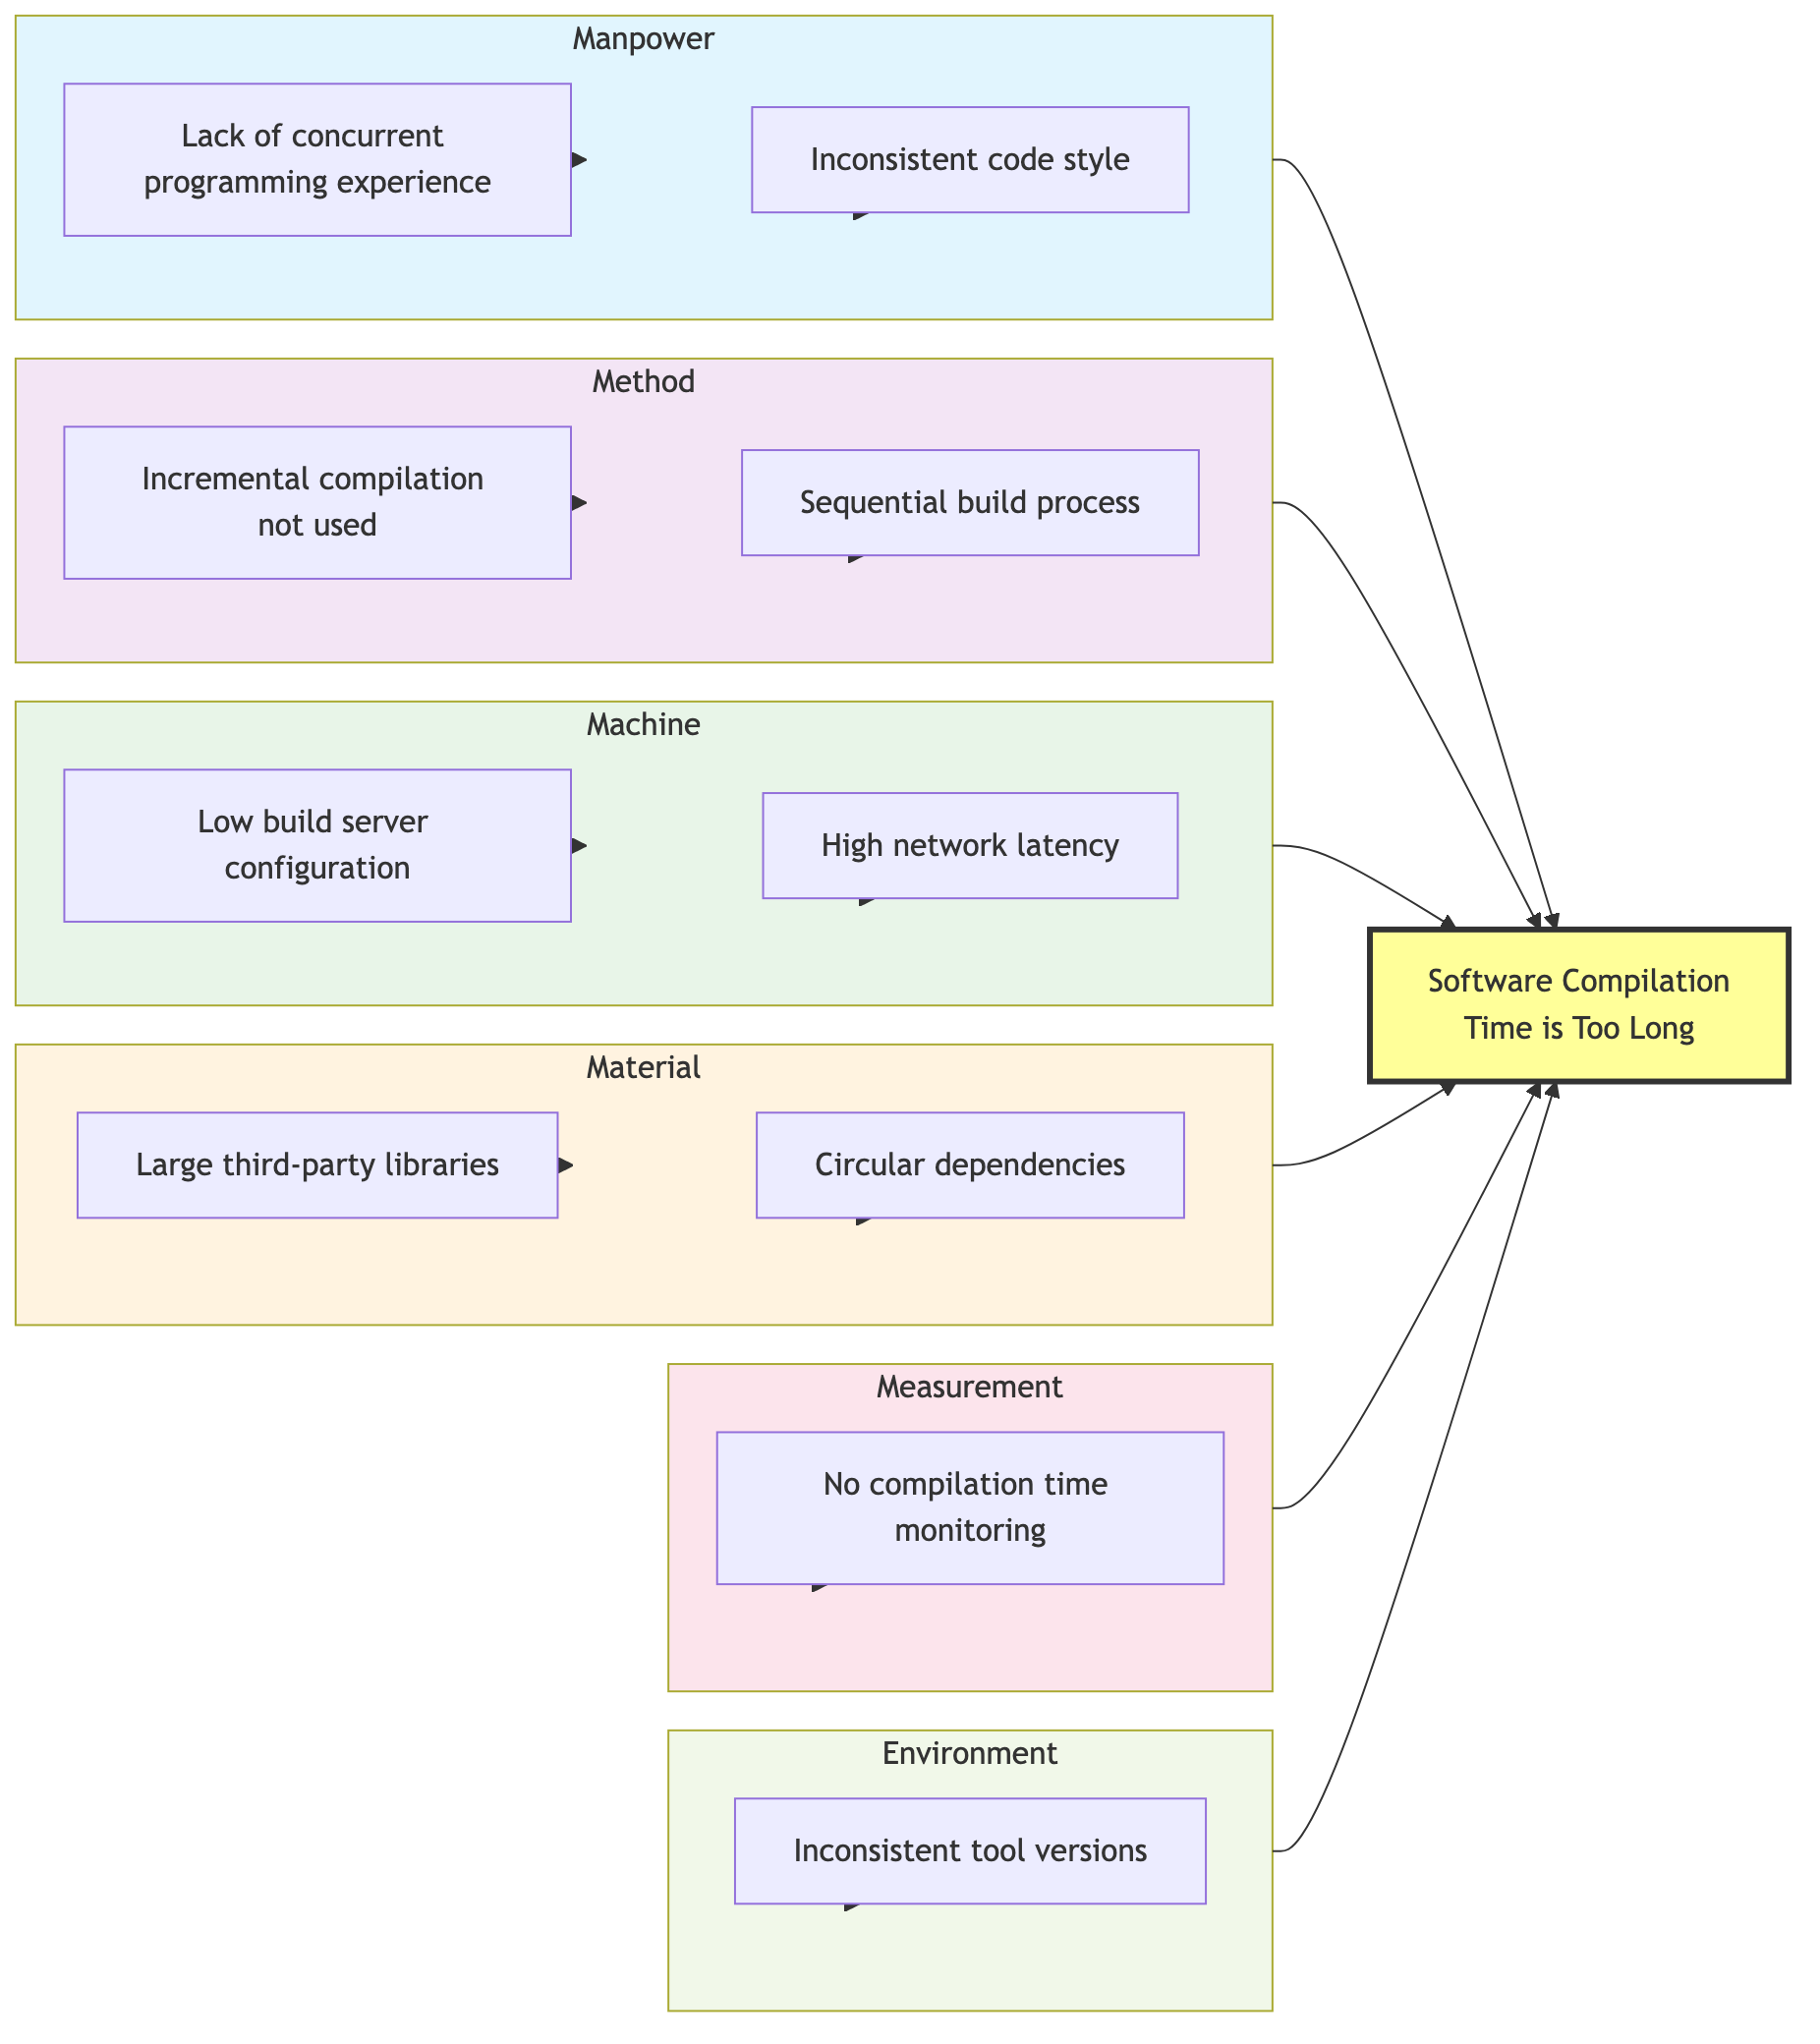 Manpower
Lack of concurrent
programming experience
Inconsistent code style
Method
Incremental compilation
not used
Sequential build process
Machine
Low build server
configuration
High network latency
Software Compilation
Time is Too Long
Material
Large third-party libraries
Circular dependencies
Measurement
No compilation time
monitoring
Environment
Inconsistent tool versions